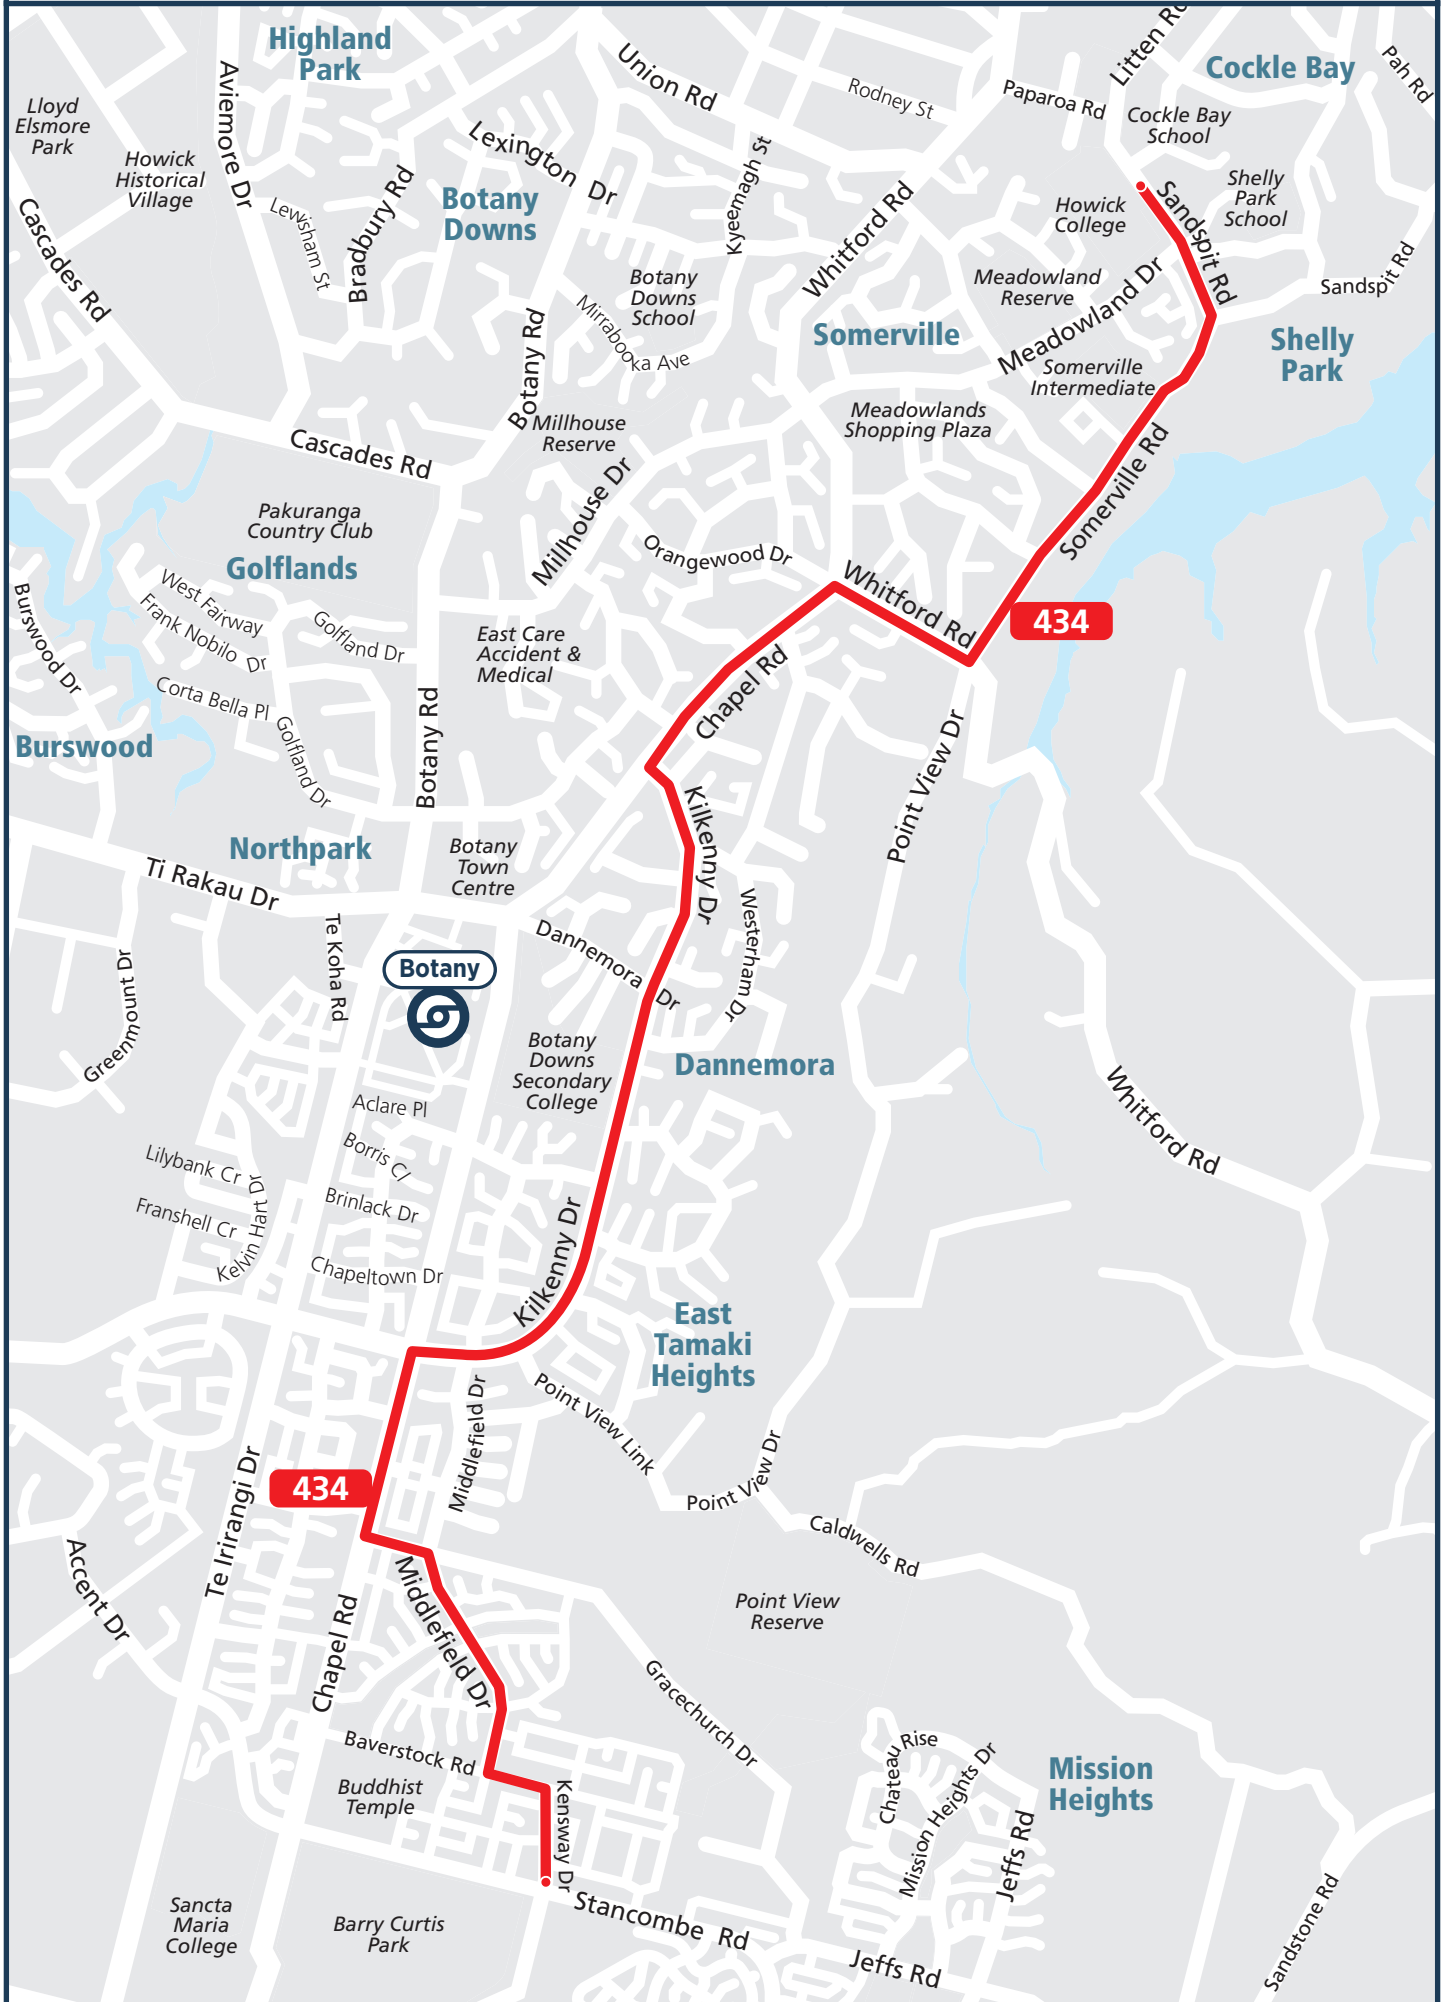 Highland
Park
Union Rd
Litten Rd
Cockle Bay
Pah Rd
Lloyd
Elsmore
Park
Aviemore Dr
Rodney St
Paparoa Rd
Cockle Bay
School
Howick
Historical
Village
Lexington Dr
Bradbury Rd
Lewisham St
Botany
Downs
Kyeemagh St
Whitford Rd
Howick
College
Sandspit Rd
Shelly
Park
School
Cascades Rd
Botany
Downs
School
Meadowland
Reserve
Meadowland Dr
Sandspit Rd
Mirrabooka Ave
Botany Rd
Somerville
Shelly
Park
Somerville
Intermediate
Millhouse
Reserve
Meadowlands
Shopping Plaza
Cascades Rd
Millhouse Dr
Somerville Rd
Pakuranga
Country Club
Golflands
Orangewood Dr
Whitford Rd
434
West Fairway
Frank Nobilo Dr
Golfland Dr
Burswood Dr
East Care
Accident &
Medical
Chapel Rd
Corta Bella Pl
Golfland Dr
Botany Rd
Point View Dr
Burswood
Kilkenny Dr
Northpark
Botany
Town
Centre
Ti Rakau Dr
Te Koha Rd
Westerham Dr
Dannemora Dr
Greenmount Dr
Botany
Botany
Downs
Secondary
College
Dannemora
Aclare Pl
Whitford Rd
Borris Cl
Lilybank Cr
Kelvin Hart Dr
Brinlack Dr
Franshell Cr
Kilkenny Dr
Chapeltown Dr
East
Tamaki
Heights
Middlefield Dr
Point View Link
Te Irirangi Dr
434
Point View Dr
Caldwells Rd
Accent Dr
Middlefield Dr
Point View
Reserve
Chapel Rd
Gracechurch Dr
Baverstock Rd
Chateau Rise
Mission Heights Dr
Mission
Heights
Buddhist
Temple
Kensway Dr
Jeffs Rd
Sancta
Maria
College
Barry Curtis
Park
Stancombe Rd
Jeffs Rd
Sandstone Rd